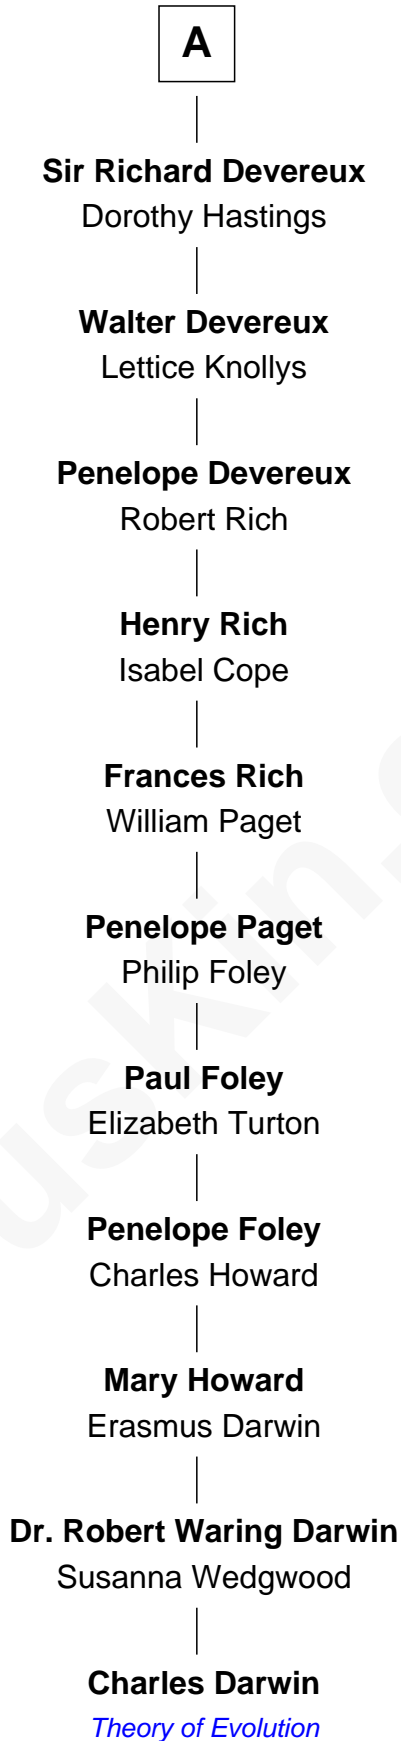 A
Sir Richard Devereux
Dorothy Hastings
Walter Devereux
Lettice Knollys
Penelope Devereux
Robert Rich
Henry Rich
Isabel Cope
Frances Rich
William Paget
Penelope Paget
Philip Foley
Paul Foley
Elizabeth Turton
Penelope Foley
Charles Howard
Mary Howard
Erasmus Darwin
Dr. Robert Waring Darwin
Susanna Wedgwood
Charles Darwin
Theory of Evolution